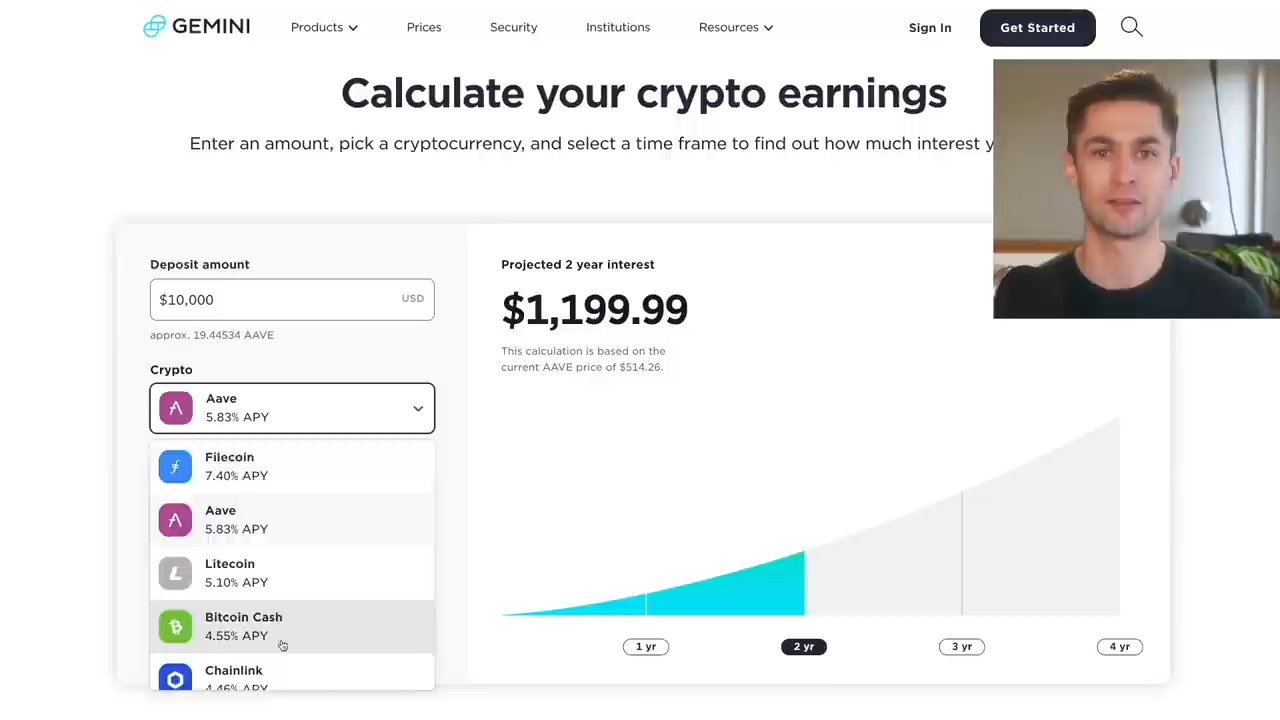 GEMINI
Products
Prices
Security
Institutions
Resources
Sign In
Get Started
Calculate your crypto earnings
Enter an amount, pick a cryptocurrency, and select a time frame to find out how much interest
Deposit amount
$10,000
USD
approx. 19.44534 AAVE
Crypto
Aave
5.83% APY
Filecoin
7.40% APY
Aave
5.83% APY
Litecoin
5.10% APY
Bitcoin Cash
4.55% APY
Chainlink
4.46% APY
Projected 2 year interest
$1,199.99
This calculation is based on the
current AAVE price of $514.26.
1 yr
2 yr
3 yr
4 yr